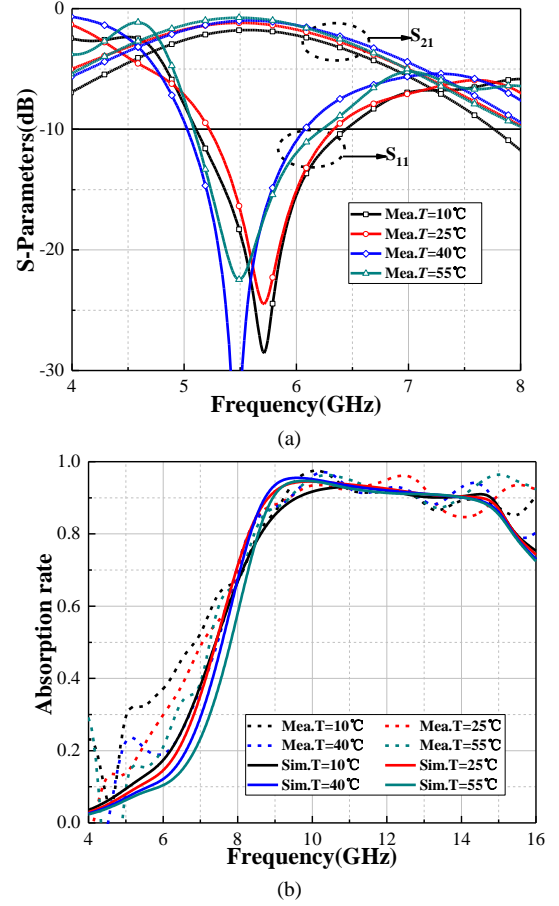 S-Parameters(dB)
0
-10
-20
-30
S21
S11
Mea.T=10℃
Mea.T=25℃
Mea.T=40℃
Mea.T=55℃
4 5 6 7 8
Frequency(GHz)
(a)
Absorption rate
1.0
0.8
0.6
0.4
0.2
0.0
Mea.T=10℃ Mea.T=25℃
Mea.T=40℃ Mea.T=55℃
Sim.T=10℃ Sim.T=25℃
Sim.T=40℃ Sim.T=55℃
4 6 8 10 12 14 16
Frequency(GHz)
(b)